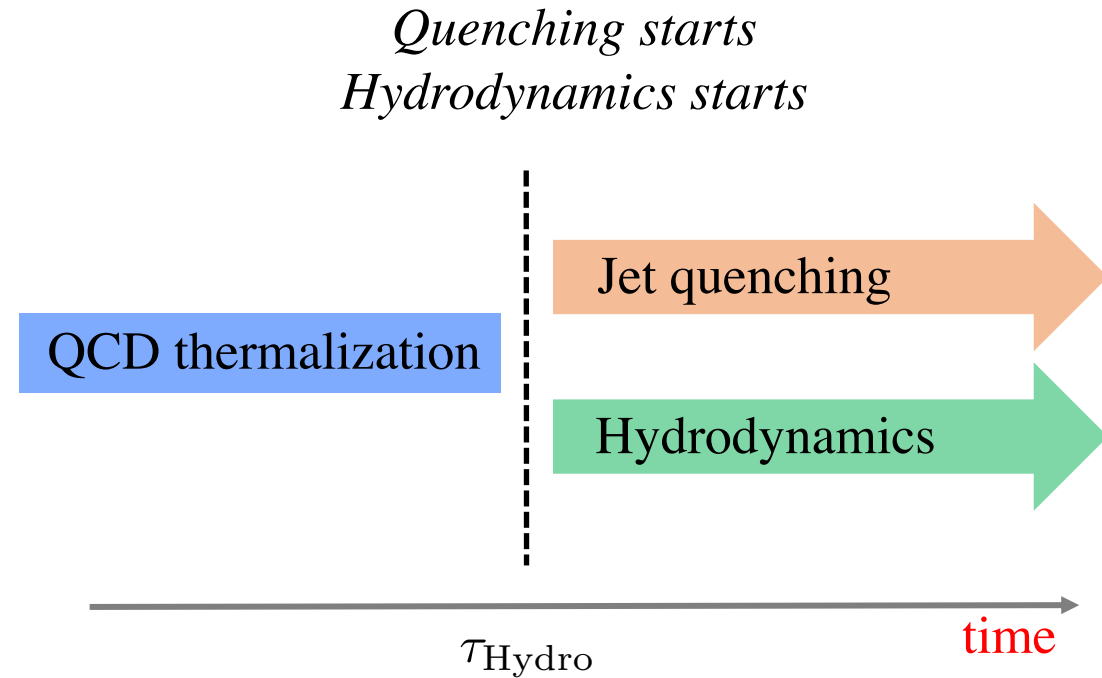 Quenching starts
Hydrodynamics starts
Jet quenching
QCD thermalization
Hydrodynamics
time
τHydro